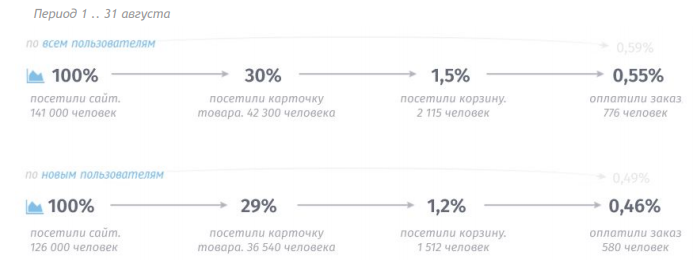 Период 1 .. 31 августа
по всем пользователям
0,59%
100%
30%
1,5%
0,55%
посетили сайт.
141 000 человек
посетили карточку
товара. 42 300 человека
посетили корзину.
2 115 человек
оплатили заказ
776 человек
по новым пользователям
0,49%
100%
29%
1,2%
0,46%
посетили сайт.
126 000 человек
посетили карточку
товара. 36 540 человека
посетили корзину.
1 512 человек
оплатили заказ
580 человек